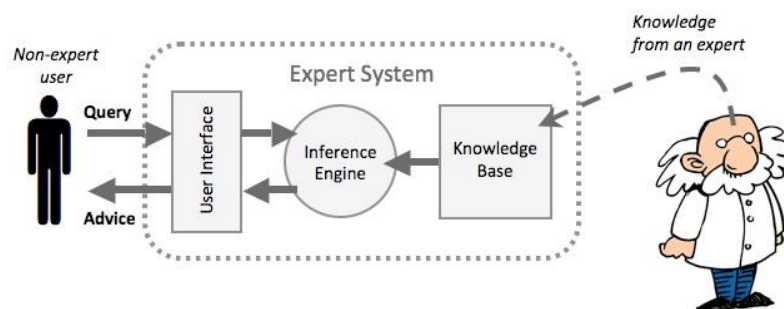 Non-expert
user
Query
Advice
Expert System
User Interface
Inference
Engine
Knowledge
Base
Knowledge
from an expert